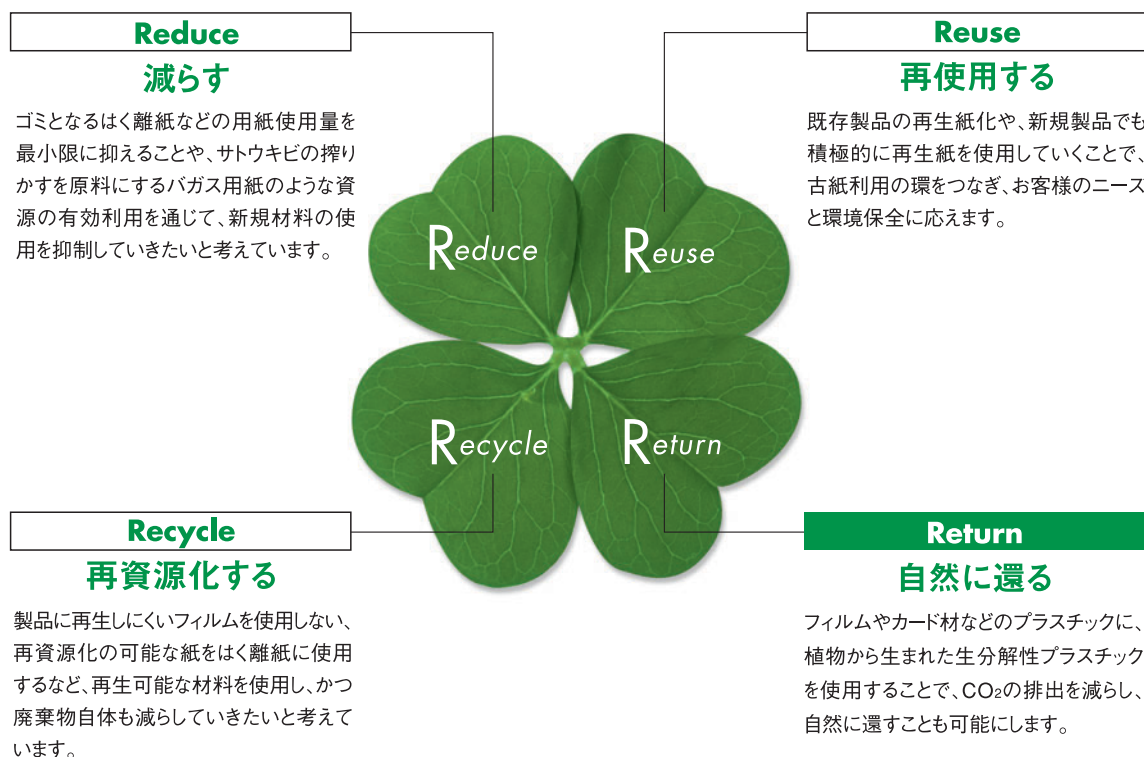 Reduce
減らす
ゴミとなるはく離紙などの用紙使用量を
最小限に抑えることや、サトウキビの搾り
かすを原料にするバガス用紙のような資
源の有効利用を通じて、新規材料の使
用を抑制していきたいと考えています。
Reuse
再使用する
既存製品の再生紙化や、新規製品でも
積極的に再生紙を使用していくことで、
古紙利用の環をつなぎ、お客様のニーズ
と環境保全に応えます。
Reduce
Reuse
Recycle
Return
Recycle
再資源化する
製品に再生しにくいフィルムを使用しない、
再資源化の可能な紙をはく離紙に使用
するなど、再生可能な材料を使用し、かつ
廃棄物自体も減らしていきたいと考えて
います。
Return
自然に還る
フィルムやカード材などのプラスチックに、
植物から生まれた生分解性プラスチック
を使用することで、CO₂の排出を減らし、
自然に還すことも可能にします。